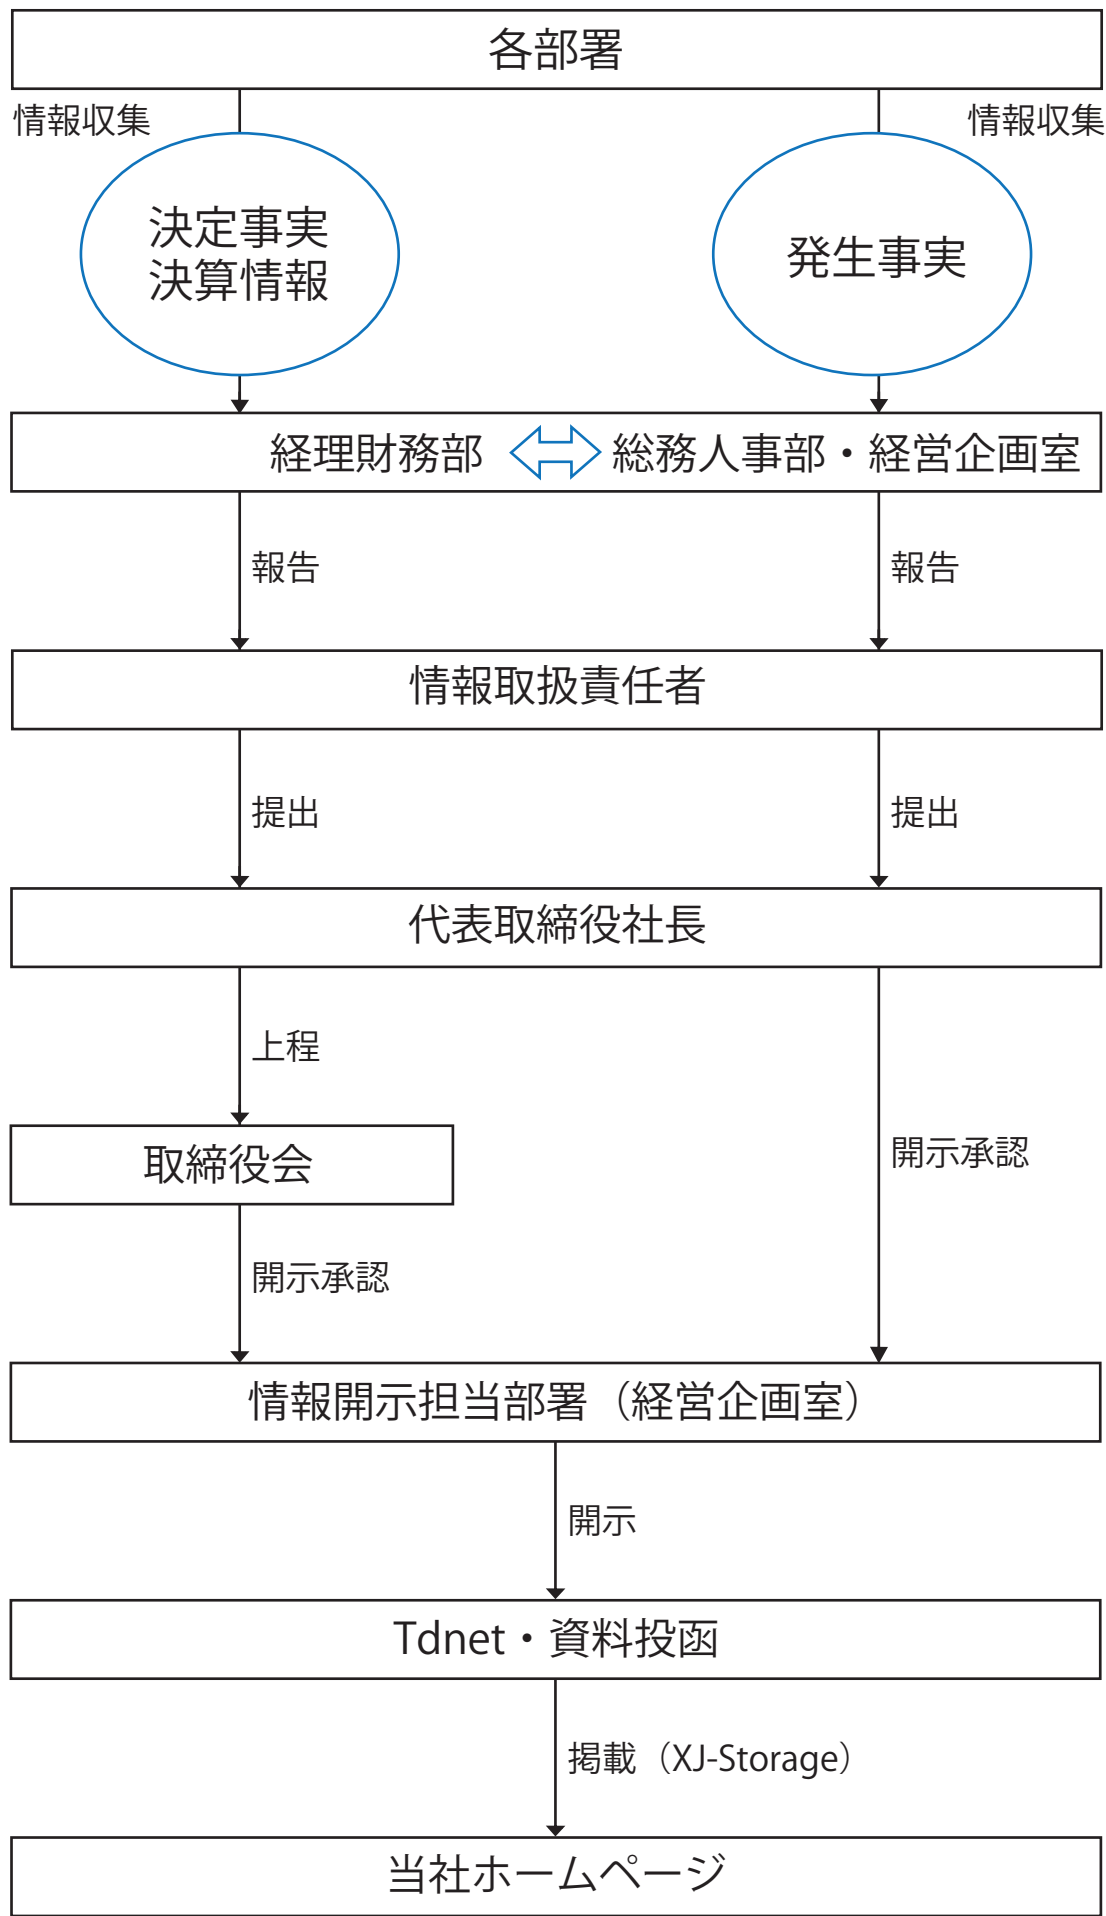 各部署
情報収集
情報収集
決定事実
決算情報
発生事実
経理財務部
総務人事部・経営企画室
報告
報告
情報取扱責任者
提出
提出
代表取締役社長
上程
取締役会
開示承認
開示承認
情報開示担当部署（経営企画室）
開示
Tdnet・資料投函
掲載（XJ-Storage）
当社ホームページ